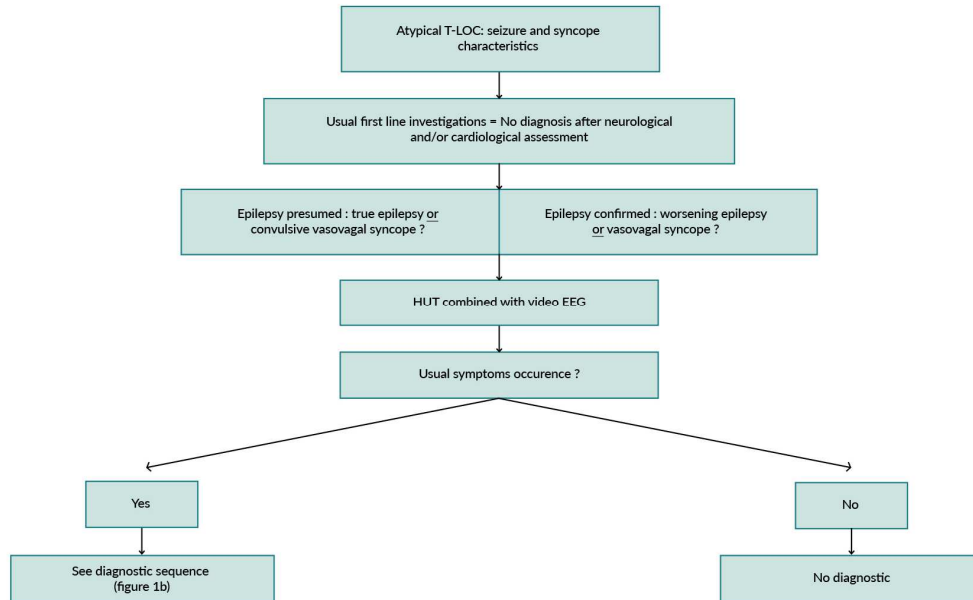 Atypical T-LOC: seizure and syncope
characteristics
Usual first line investigations = No diagnosis after neurological
and/or cardiological assessment
Epilepsy presumed : true epilepsy or
convulsive vasovagal syncope ?
Epilepsy confirmed : worsening epilepsy
or vasovagal syncope ?
HUT combined with video EEG
Usual symptoms occurence ?
Yes
No
See diagnostic sequence
(figure 1b)
No diagnostic